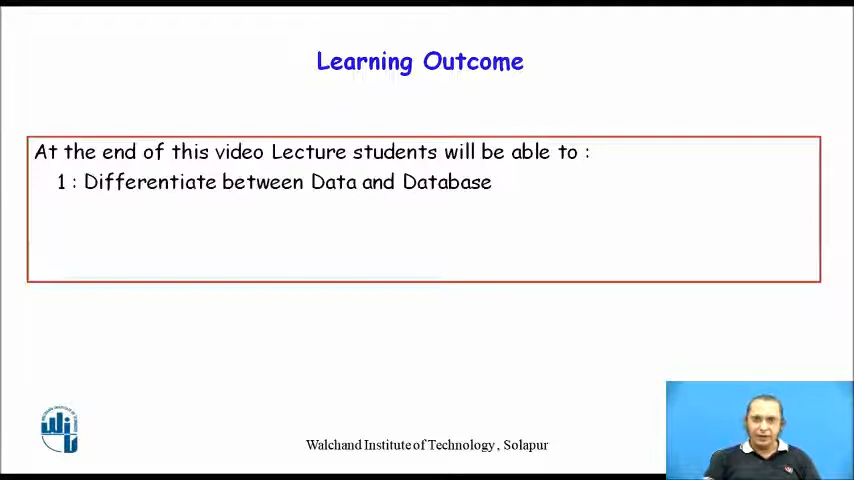 Learning Outcome
At the end of this video Lecture students will be able to :
1 : Differentiate between Data and Database
Walchand Institute of Technology, Solapur